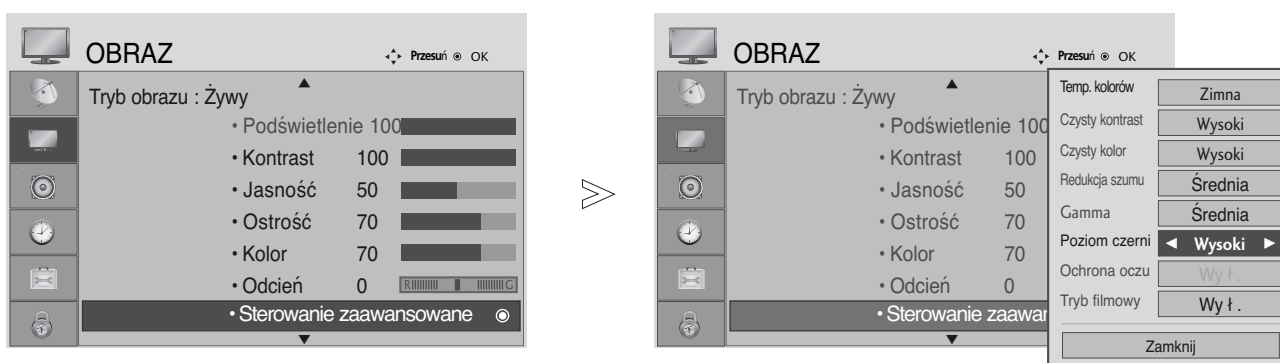 OBRAZ
Przesuń OK
Tryb obrazu : Żywy
• Podświetlenie 100
• Kontrast 100
• Jasność 50
• Ostrość 70
• Kolor 70
• Odcień 0 R G
• Sterowanie zaawansowane
OBRAZ
Przesuń OK
Tryb obrazu : Żywy
• Podświetlenie 100
• Kontrast 100
• Jasność 50
• Ostrość 70
• Kolor 70
• Odcień 0
• Sterowanie zaawan
Temp. kolorów Zimna
Czysty kontrast Wysoki
Czysty kolor Wysoki
Redukcja szumu Średnia
Gamma Średnia
Poziom czerni ◄ Wysoki ►
Ochrona oczu Wy ł .
Tryb filmowy Wy ł .
Zamknij